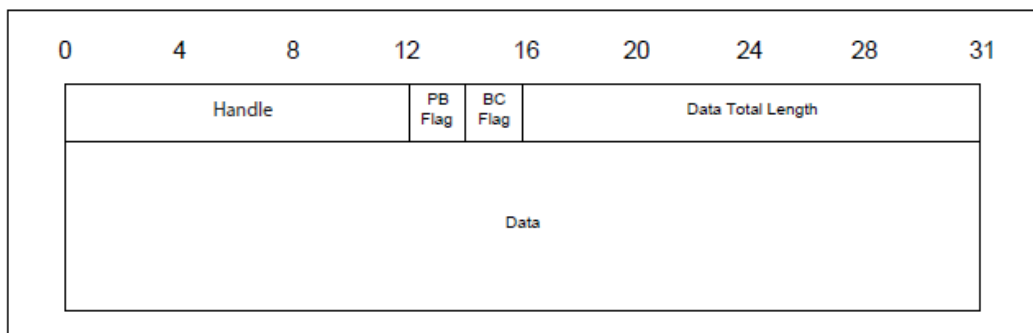 0 4 8 12 16 20 24 28 31
Handle PB BC Data Total Length
Flag Flag
Data